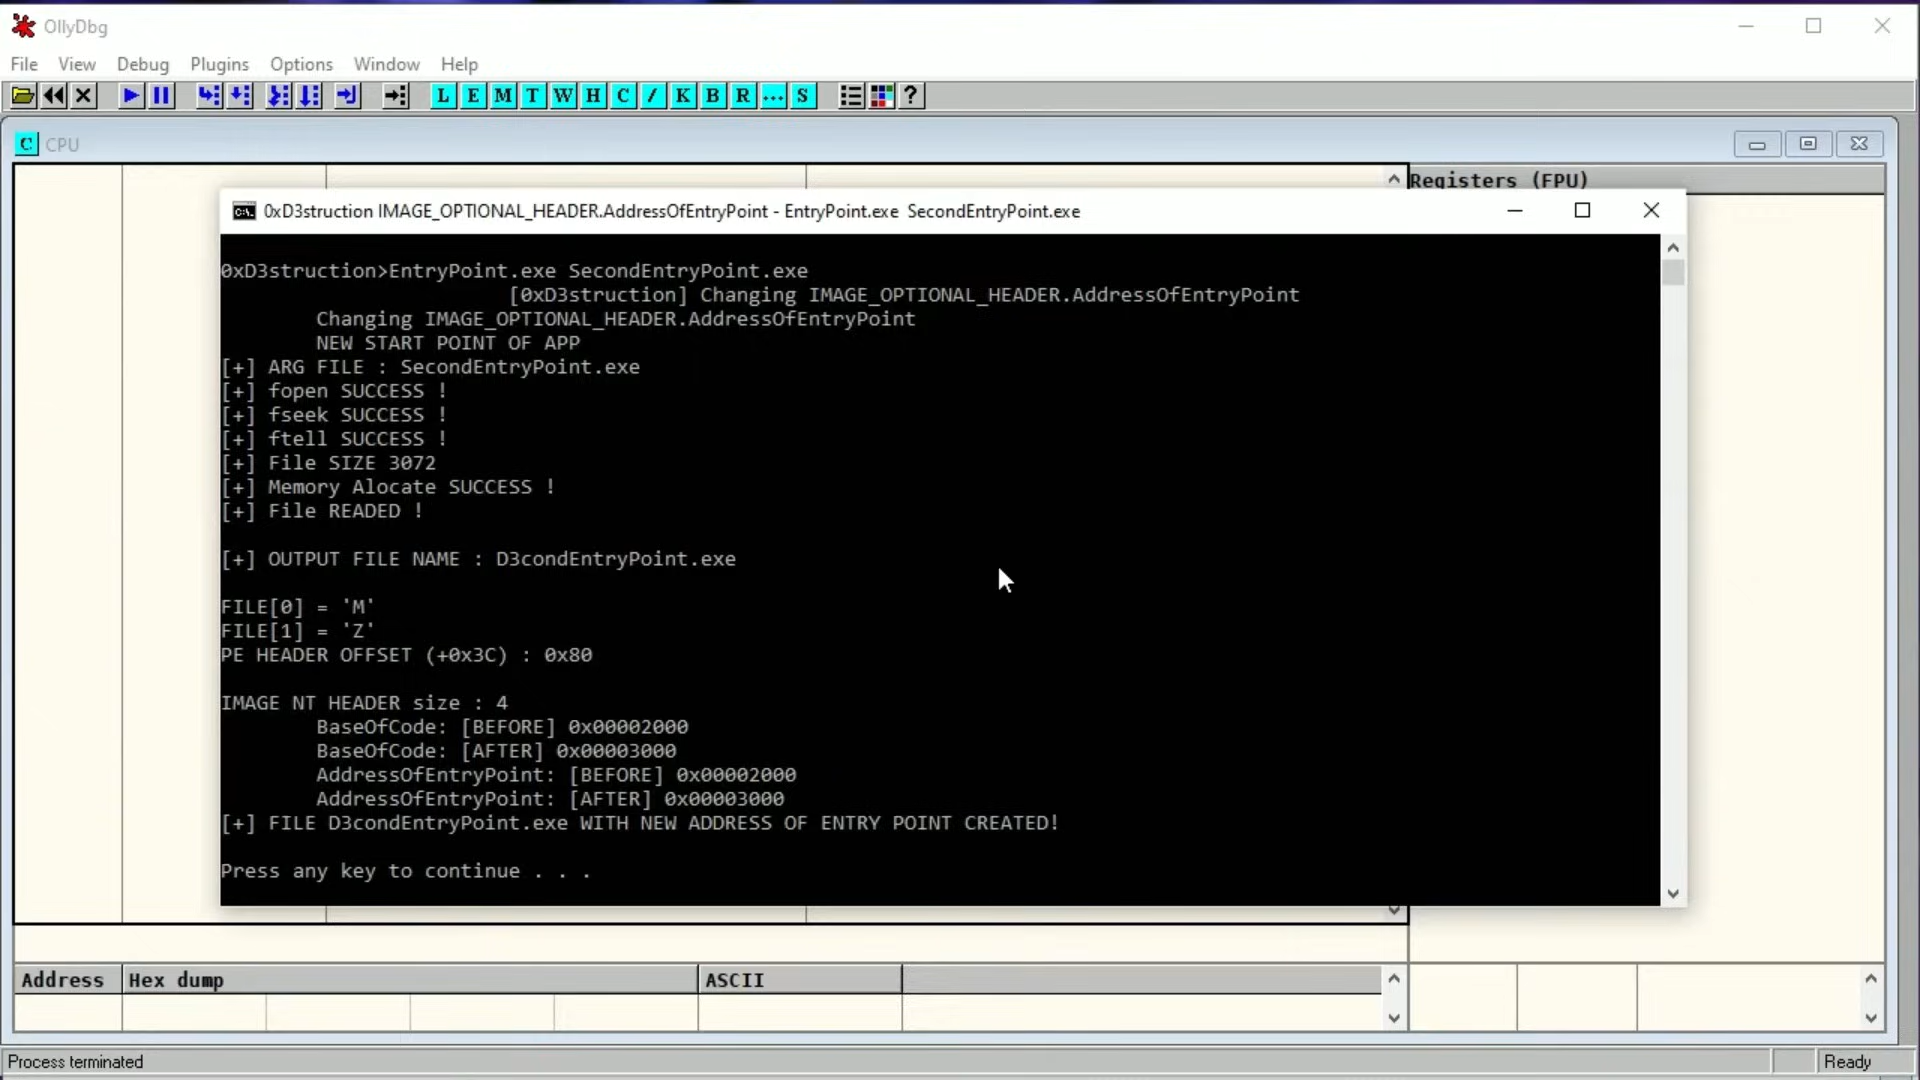 OllyDbg
File View Debug Plugins Options Window Help
L E M T W H C / K B R ... S ?
C CPU
Registers (FPU)
C:\. 0xD3struction IMAGE_OPTIONAL_HEADER.AddressOfEntryPoint - EntryPoint.exe SecondEntryPoint.exe
0xD3struction>EntryPoint.exe SecondEntryPoint.exe
[0xD3struction] Changing IMAGE_OPTIONAL_HEADER.AddressOfEntryPoint
Changing IMAGE_OPTIONAL_HEADER.AddressOfEntryPoint
NEW START POINT OF APP
[+] ARG FILE : SecondEntryPoint.exe
[+] fopen SUCCESS !
[+] fseek SUCCESS !
[+] ftell SUCCESS !
[+] File SIZE 3072
[+] Memory Alocate SUCCESS !
[+] File READED !
[+] OUTPUT FILE NAME : D3condEntryPoint.exe
FILE[0] = 'M'
FILE[1] = 'Z'
PE HEADER OFFSET (+0x3C) : 0x80
IMAGE NT HEADER size : 4
BaseOfCode: [BEFORE] 0x00002000
BaseOfCode: [AFTER] 0x00003000
AddressOfEntryPoint: [BEFORE] 0x00002000
AddressOfEntryPoint: [AFTER] 0x00003000
[+] FILE D3condEntryPoint.exe WITH NEW ADDRESS OF ENTRY POINT CREATED!
Press any key to continue . . .
Address Hex dump ASCII
Process terminated Ready